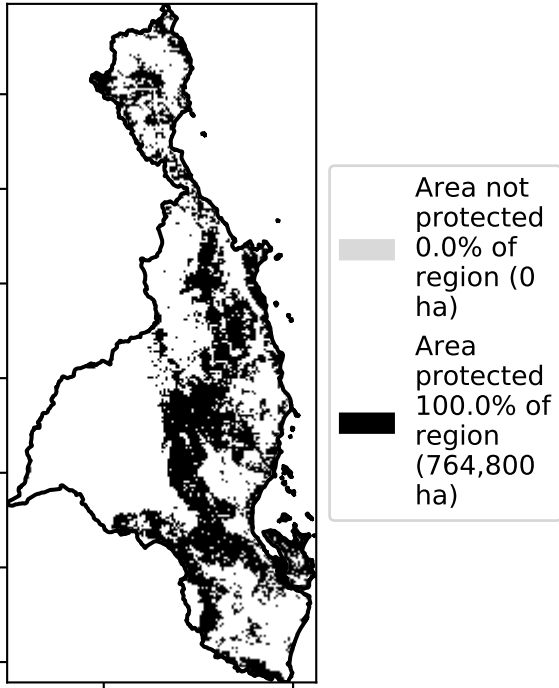 Area not
protected
0.0% of
region (0
ha)
Area
protected
100.0% of
region
(764,800
ha)